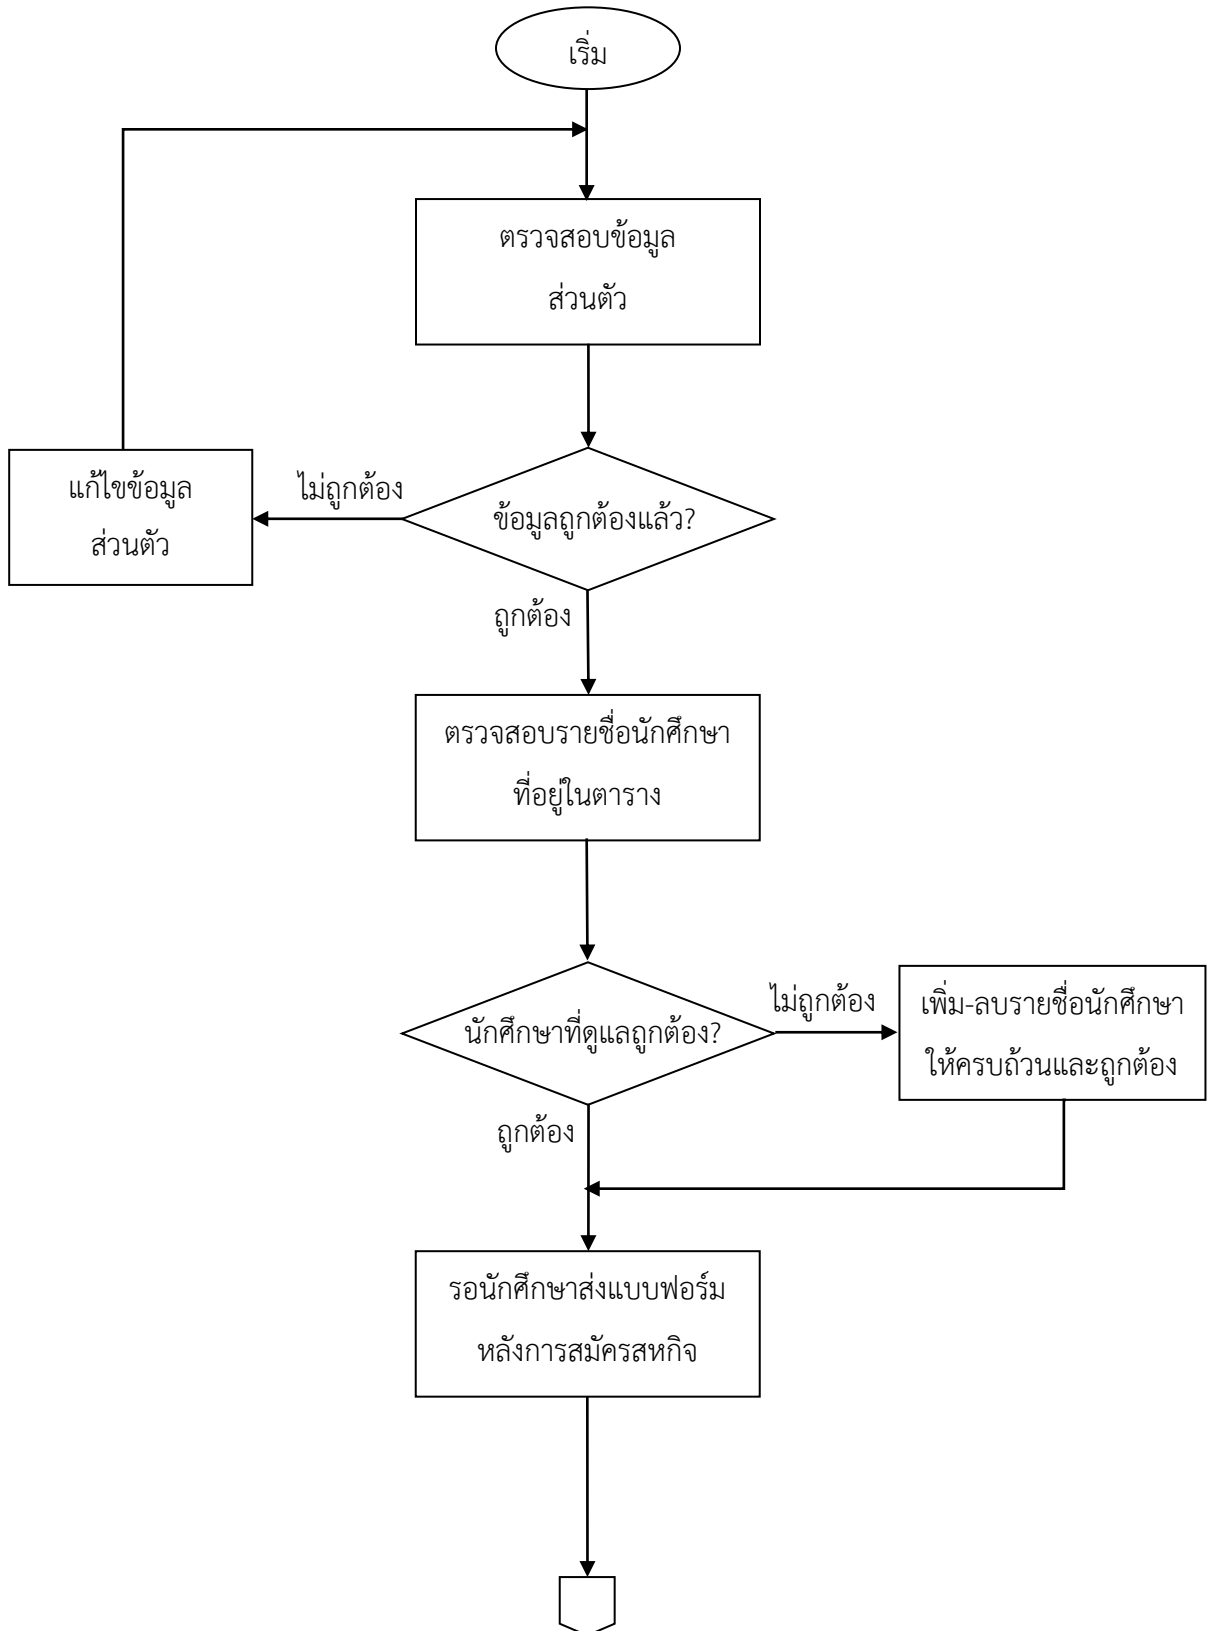 เริ่ม
ตรวจสอบข้อมูล
ส่วนตัว
แก้ไขข้อมูล
ส่วนตัว
ไม่ถูกต้อง
ข้อมูลถูกต้องแล้ว?
ถูกต้อง
ตรวจสอบรายชื่อนักศึกษา
ที่อยู่ในตาราง
นักศึกษาที่ดูแลถูกต้อง?
ไม่ถูกต้อง
เพิ่ม-ลบรายชื่อนักศึกษา
ให้ครบถ้วนและถูกต้อง
ถูกต้อง
รอนักศึกษาส่งแบบฟอร์ม
หลังการสมัครสหกิจ